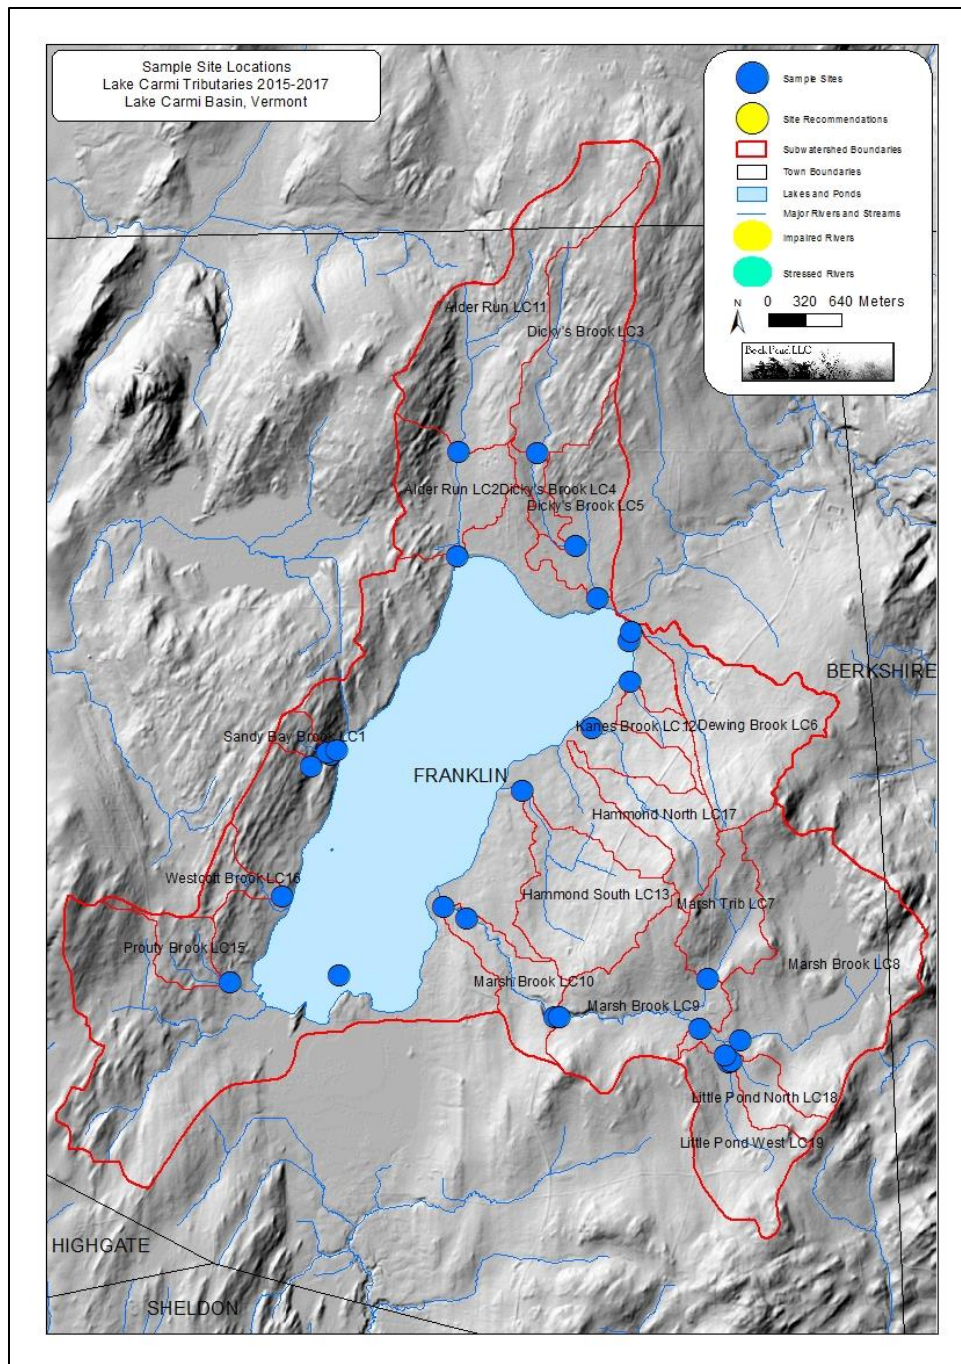 Sample Site Locations
Lake Carmi Tributaries 2015-2017
Lake Carmi Basin, Vermont
Sample Sites
Site Recommendations
Subwatershed Boundaries
Town Boundaries
Lakes and Ponds
Major Rivers and Streams
Impaired Rivers
Stressed Rivers
N
0 320 640 Meters
Beck Pond LLC
Alder Run LC11
Dicky's Brook LC3
Alder Run LC2
Dicky's Brook LC4
Dicky's Brook LC5
BERKSHIRE
Sandy Bay Brook LC1
Kanes Brook LC12
Dewing Brook LC6
FRANKLIN
Hammond North LC17
Westcott Brook LC16
Hammond South LC13
Marsh Trib LC7
Prouty Brook LC15
Marsh Brook LC8
Marsh Brook LC10
Marsh Brook LC9
Little Pond North LC18
Little Pond West LC19
HIGHGATE
SHELDON